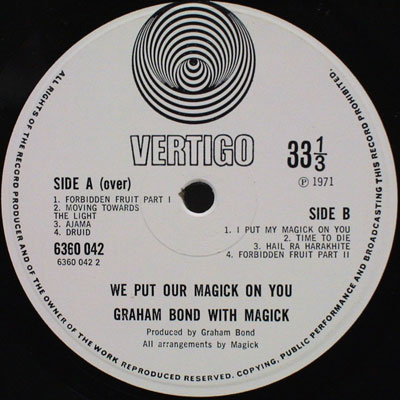 ALL RIGHTS OF THE RECORD PRODUCER AND OF THE OWNER OF THE WORK REPRODUCED RESERVED. COPYING, PUBLIC PERFORMANCE AND BROADCASTING THIS RECORD PROHIBITED.
VERTIGO
SIDE A (over)
1. FORBIDDEN FRUIT PART I
2. MOVING TOWARDS
THE LIGHT
3. AJAMA
4. DRUID
6360 042
6360 042 2
33 1/3
℗ 1971
SIDE B
1. I PUT MY MAGICK ON YOU
2. TIME TO DIE
3. HAIL RA HARAKHITE
4. FORBIDDEN FRUIT PART II
WE PUT OUR MAGICK ON YOU
GRAHAM BOND WITH MAGICK
Produced by Graham Bond
All arrangements by Magick